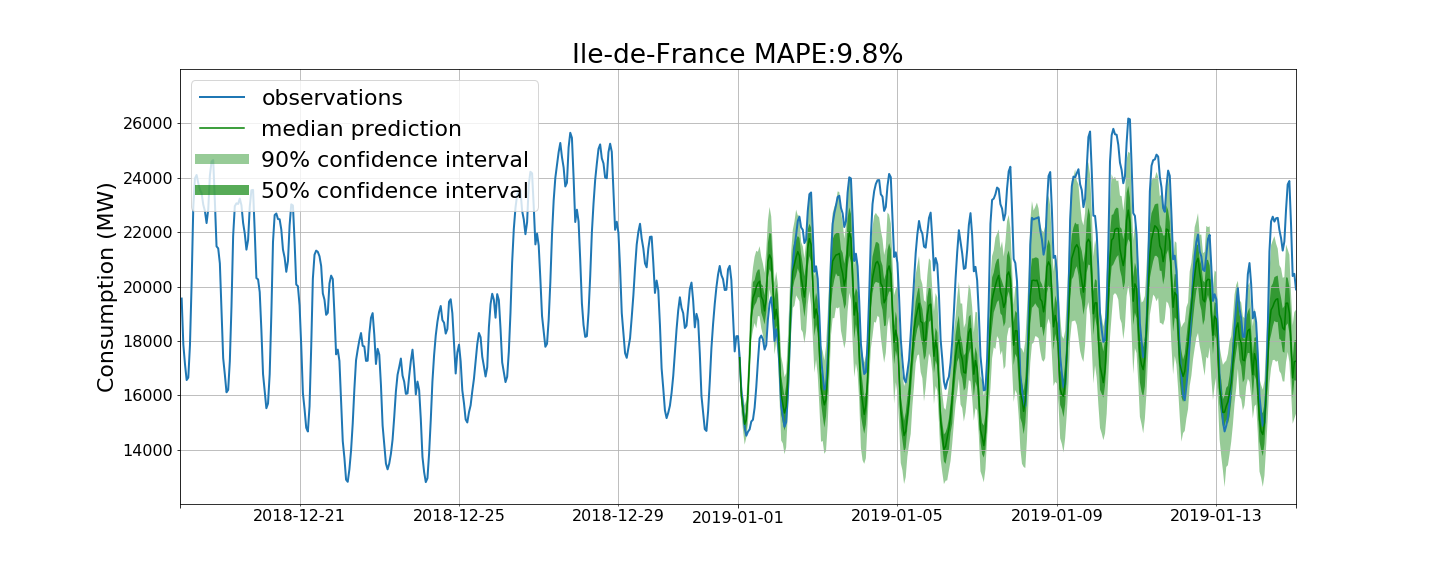 Ile-de-France MAPE:9.8%
observations
median prediction
90% confidence interval
50% confidence interval
Consumption (MW)
26000
24000
22000
20000
18000
16000
14000
2018-12-21
2018-12-25
2018-12-29
2019-01-01
2019-01-05
2019-01-09
2019-01-13